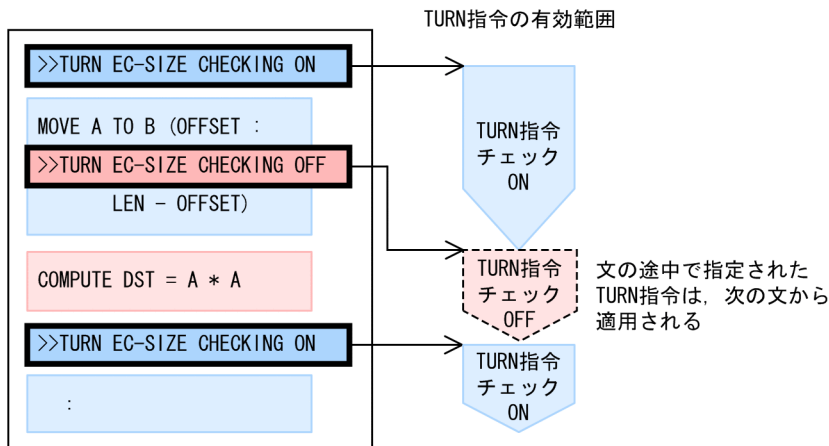 TURN指令の有効範囲
>>TURN EC-SIZE CHECKING ON
MOVE A TO B (OFFSET :
>>TURN EC-SIZE CHECKING OFF
LEN - OFFSET)
COMPUTE DST = A * A
>>TURN EC-SIZE CHECKING ON
:
TURN指令
チェック
ON
TURN指令
チェック
OFF
文の途中で指定された
TURN指令は，次の文から
適用される
TURN指令
チェック
ON